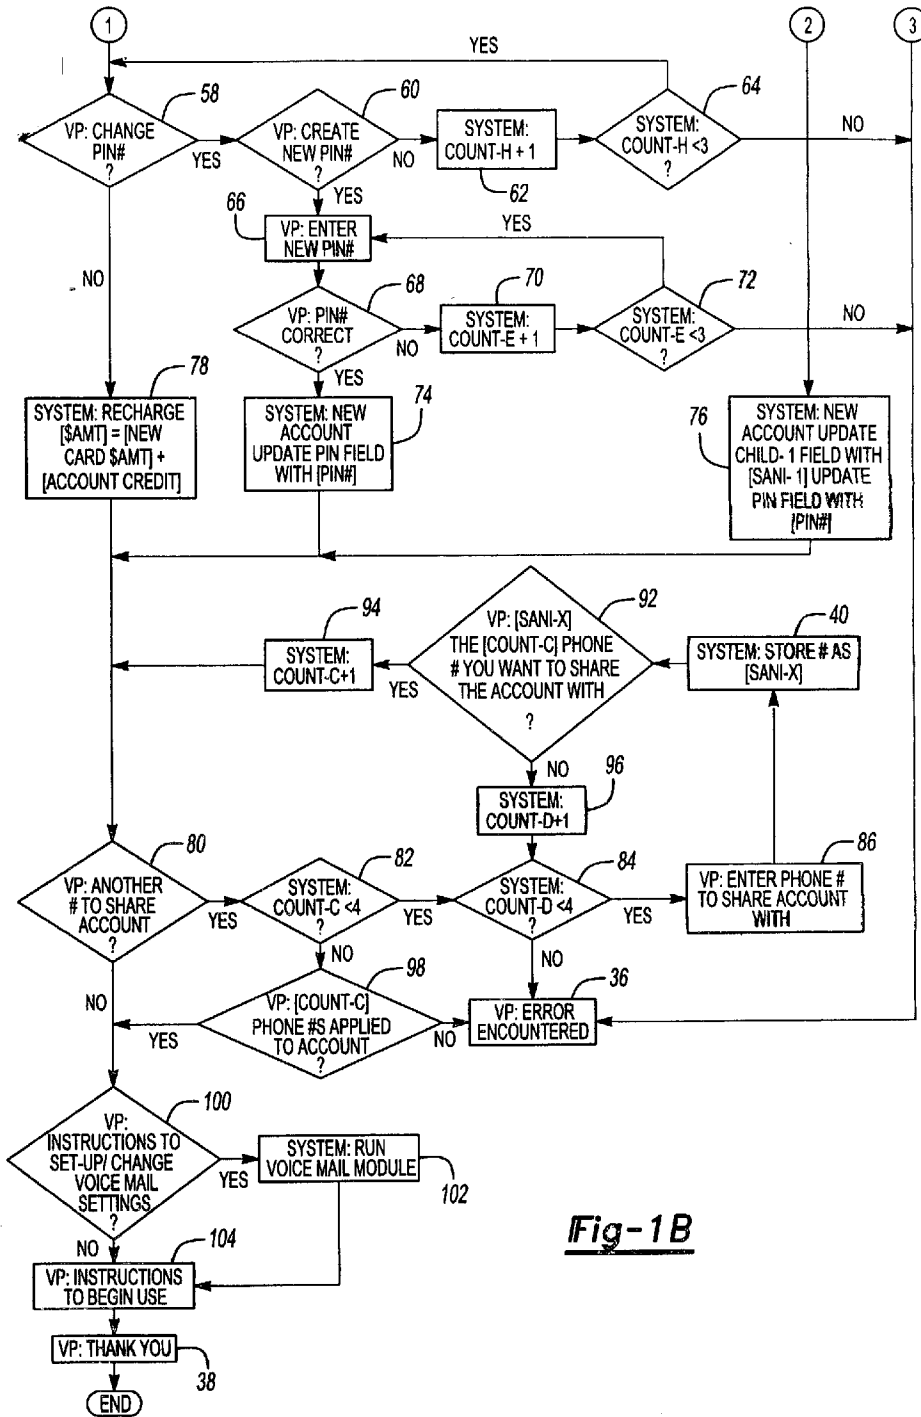 1
2
3
YES
58
60
64
VP: CHANGE
PIN#
?
YES
VP: CREATE
NEW PIN#
?
NO
SYSTEM:
COUNT-H + 1
62
SYSTEM:
COUNT-H <3
?
NO
YES
66
VP: ENTER
NEW PIN#
YES
NO
68
VP: PIN#
CORRECT
?
NO
70
SYSTEM:
COUNT-E + 1
72
SYSTEM:
COUNT-E <3
?
NO
YES
78
SYSTEM: RECHARGE
[$AMT] = [NEW
CARD $AMT] +
[ACCOUNT CREDIT]
74
SYSTEM: NEW
ACCOUNT
UPDATE PIN FIELD
WITH [PIN#]
76
SYSTEM: NEW
ACCOUNT UPDATE
CHILD- 1 FIELD WITH
[SANI- 1] UPDATE
PIN FIELD WITH
[PIN#]
94
SYSTEM:
COUNT-C+1
YES
92
VP: [SANI-X]
THE [COUNT-C] PHONE
# YOU WANT TO SHARE
THE ACCOUNT WITH
?
40
SYSTEM: STORE # AS
[SANI-X]
NO
96
SYSTEM:
COUNT-D+1
80
VP: ANOTHER
# TO SHARE
ACCOUNT
?
YES
82
SYSTEM:
COUNT-C <4
?
YES
84
SYSTEM:
COUNT-D <4
?
YES
86
VP: ENTER PHONE #
TO SHARE ACCOUNT
WITH
NO
NO
NO
98
VP: [COUNT-C]
PHONE #S APPLIED
TO ACCOUNT
?
YES
NO
36
VP: ERROR
ENCOUNTERED
100
VP:
INSTRUCTIONS TO
SET-UP/ CHANGE
VOICE MAIL
SETTINGS
?
YES
SYSTEM: RUN
VOICE MAIL MODULE
102
NO
104
VP: INSTRUCTIONS
TO BEGIN USE
VP: THANK YOU
38
END
Fig-1B